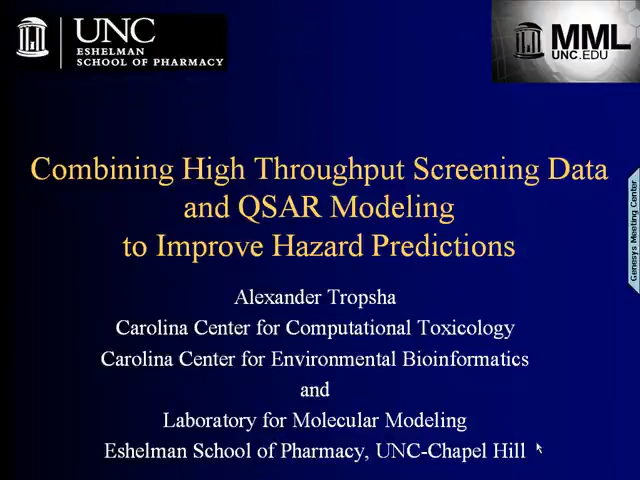 UNC
ESHELMAN
SCHOOL OF PHARMACY
MML
UNC.EDU
Combining High Throughput Screening Data
and QSAR Modeling
to Improve Hazard Predictions
Genesys Meeting Center
Alexander Tropsha
Carolina Center for Computational Toxicology
Carolina Center for Environmental Bioinformatics
and
Laboratory for Molecular Modeling
Eshelman School of Pharmacy, UNC-Chapel Hill